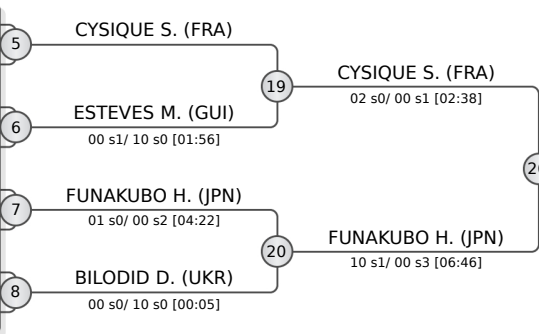 CYSIQUE S. (FRA)
5
19
CYSIQUE S. (FRA)
02 s0/ 00 s1 [02:38]
ESTEVES M. (GUI)
6
00 s1/ 10 s0 [01:56]
FUNAKUBO H. (JPN)
7
01 s0/ 00 s2 [04:22]
20
FUNAKUBO H. (JPN)
10 s1/ 00 s3 [06:46]
BILODID D. (UKR)
8
00 s0/ 10 s0 [00:05]